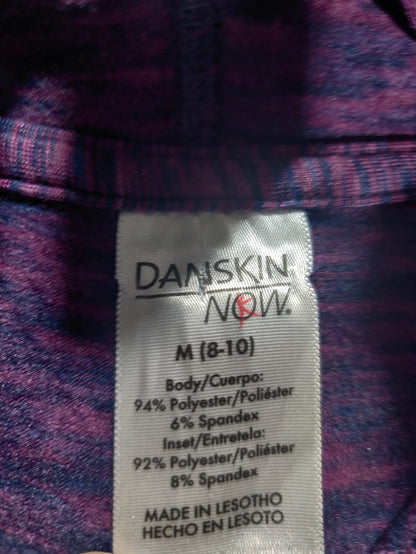 DANSKIN
NOW®
M (8-10)
Body/Cuerpo:
94% Polyester/Poliéster
6% Spandex
Inset/Entretela:
92% Polyester/Poliéster
8% Spandex
MADE IN LESOTHO
HECHO EN LESOTO